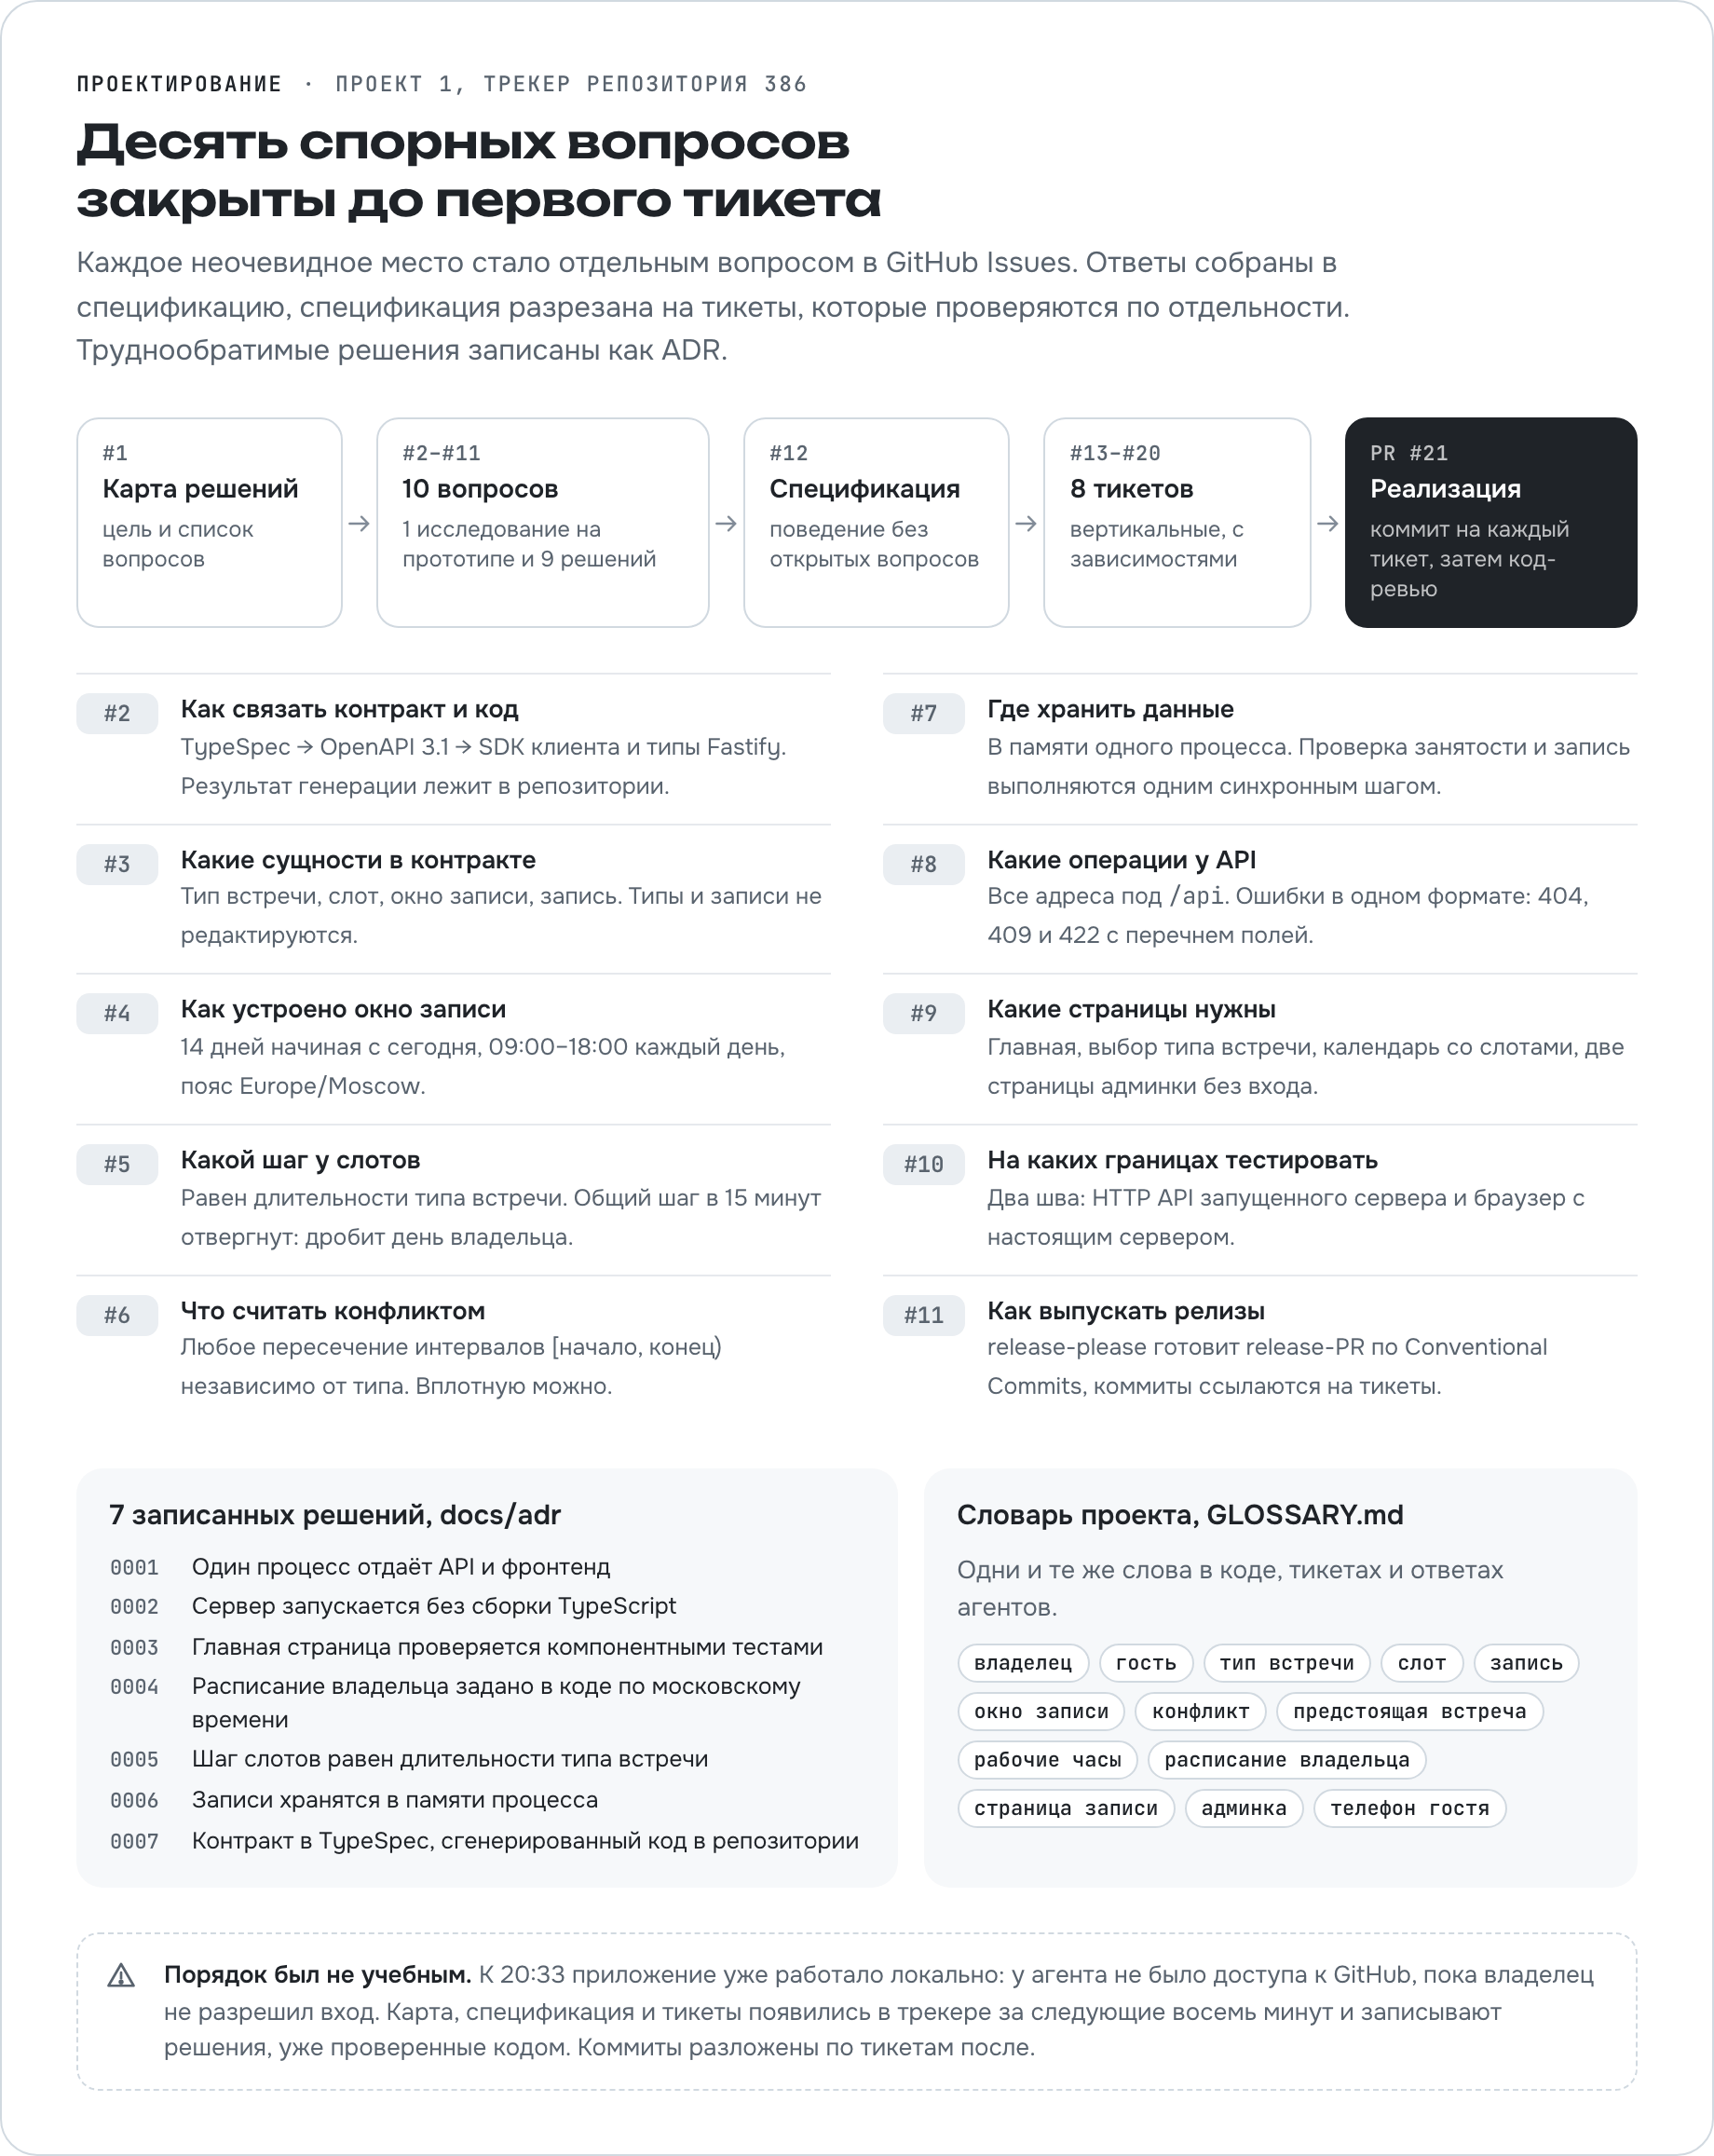 ПРОЕКТИРОВАНИЕ · ПРОЕКТ 1, ТРЕКЕР РЕПОЗИТОРИЯ 386
Десять спорных вопросов
закрыты до первого тикета
Каждое неочевидное место стало отдельным вопросом в GitHub Issues. Ответы собраны в
спецификацию, спецификация разрезана на тикеты, которые проверяются по отдельности.
Труднообратимые решения записаны как ADR.
#1
Карта решений
цель и список
вопросов
→
#2–#11
10 вопросов
1 исследование на
прототипе и 9 решений
→
#12
Спецификация
поведение без
открытых вопросов
→
#13–#20
8 тикетов
вертикальные, с
зависимостями
→
PR #21
Реализация
коммит на каждый
тикет, затем код-
ревью
#2
Как связать контракт и код
TypeSpec → OpenAPI 3.1 → SDK клиента и типы Fastify.
Результат генерации лежит в репозитории.
#3
Какие сущности в контракте
Тип встречи, слот, окно записи, запись. Типы и записи не
редактируются.
#4
Как устроено окно записи
14 дней начиная с сегодня, 09:00–18:00 каждый день,
пояс Europe/Moscow.
#5
Какой шаг у слотов
Равен длительности типа встречи. Общий шаг в 15 минут
отвергнут: дробит день владельца.
#6
Что считать конфликтом
Любое пересечение интервалов [начало, конец)
независимо от типа. Вплотную можно.
#7
Где хранить данные
В памяти одного процесса. Проверка занятости и запись
выполняются одним синхронным шагом.
#8
Какие операции у API
Все адреса под /api. Ошибки в одном формате: 404,
409 и 422 с перечнем полей.
#9
Какие страницы нужны
Главная, выбор типа встречи, календарь со слотами, две
страницы админки без входа.
#10
На каких границах тестировать
Два шва: HTTP API запущенного сервера и браузер с
настоящим сервером.
#11
Как выпускать релизы
release-please готовит release-PR по Conventional
Commits, коммиты ссылаются на тикеты.
7 записанных решений, docs/adr
0001 Один процесс отдаёт API и фронтенд
0002 Сервер запускается без сборки TypeScript
0003 Главная страница проверяется компонентными тестами
0004 Расписание владельца задано в коде по московскому
времени
0005 Шаг слотов равен длительности типа встречи
0006 Записи хранятся в памяти процесса
0007 Контракт в TypeSpec, сгенерированный код в репозитории
Словарь проекта, GLOSSARY.md
Одни и те же слова в коде, тикетах и ответах
агентов.
владелец гость тип встречи слот запись
окно записи конфликт предстоящая встреча
рабочие часы расписание владельца
страница записи админка телефон гостя
Порядок был не учебным. К 20:33 приложение уже работало локально: у агента не было доступа к GitHub, пока владелец
не разрешил вход. Карта, спецификация и тикеты появились в трекере за следующие восемь минут и записывают
решения, уже проверенные кодом. Коммиты разложены по тикетам после.